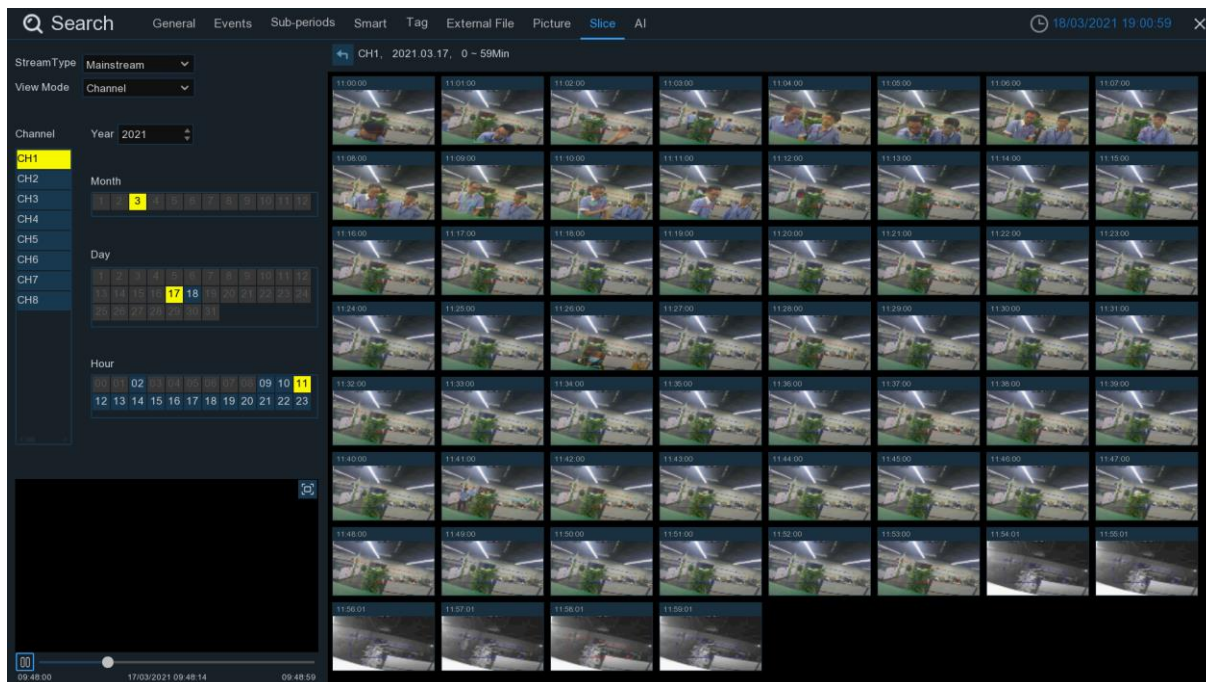 Search General Events Sub-periods Smart Tag External File Picture Slice AI 18/03/2021 19:00:59
StreamType Mainstream
View Mode Channel
Channel Year 2021
CH1
CH2
CH3
CH4
CH5
CH6
CH7
CH8
Month
1 2 3 4 5 6 7 8 9 10 11 12
Day
1 2 3 4 5 6 7 8 9 10 11 12
13 14 15 16 17 18 19 20 21 22 23 24
25 26 27 28 29 30 31
Hour
00 01 02 03 04 05 06 07 08 09 10 11
12 13 14 15 16 17 18 19 20 21 22 23
09:48:00 17/03/2021 09:48:14 09:48:59
CH1, 2021.03.17, 0 ~ 59Min
11:00:00 11:01:00 11:02:00 11:03:00 11:04:00 11:05:00 11:06:00 11:07:00
11:08:00 11:09:00 11:10:00 11:11:00 11:12:00 11:13:00 11:14:00 11:15:00
11:16:00 11:17:00 11:18:00 11:19:00 11:20:00 11:21:00 11:22:00 11:23:00
11:24:00 11:25:00 11:26:00 11:27:00 11:28:00 11:29:00 11:30:00 11:31:00
11:32:00 11:33:00 11:34:00 11:35:00 11:36:00 11:37:00 11:38:00 11:39:00
11:40:00 11:41:00 11:42:00 11:43:00 11:44:00 11:45:00 11:46:00 11:47:00
11:48:00 11:49:00 11:50:00 11:51:00 11:52:00 11:53:00 11:54:01 11:55:01
11:56:01 11:57:01 11:58:01 11:59:01